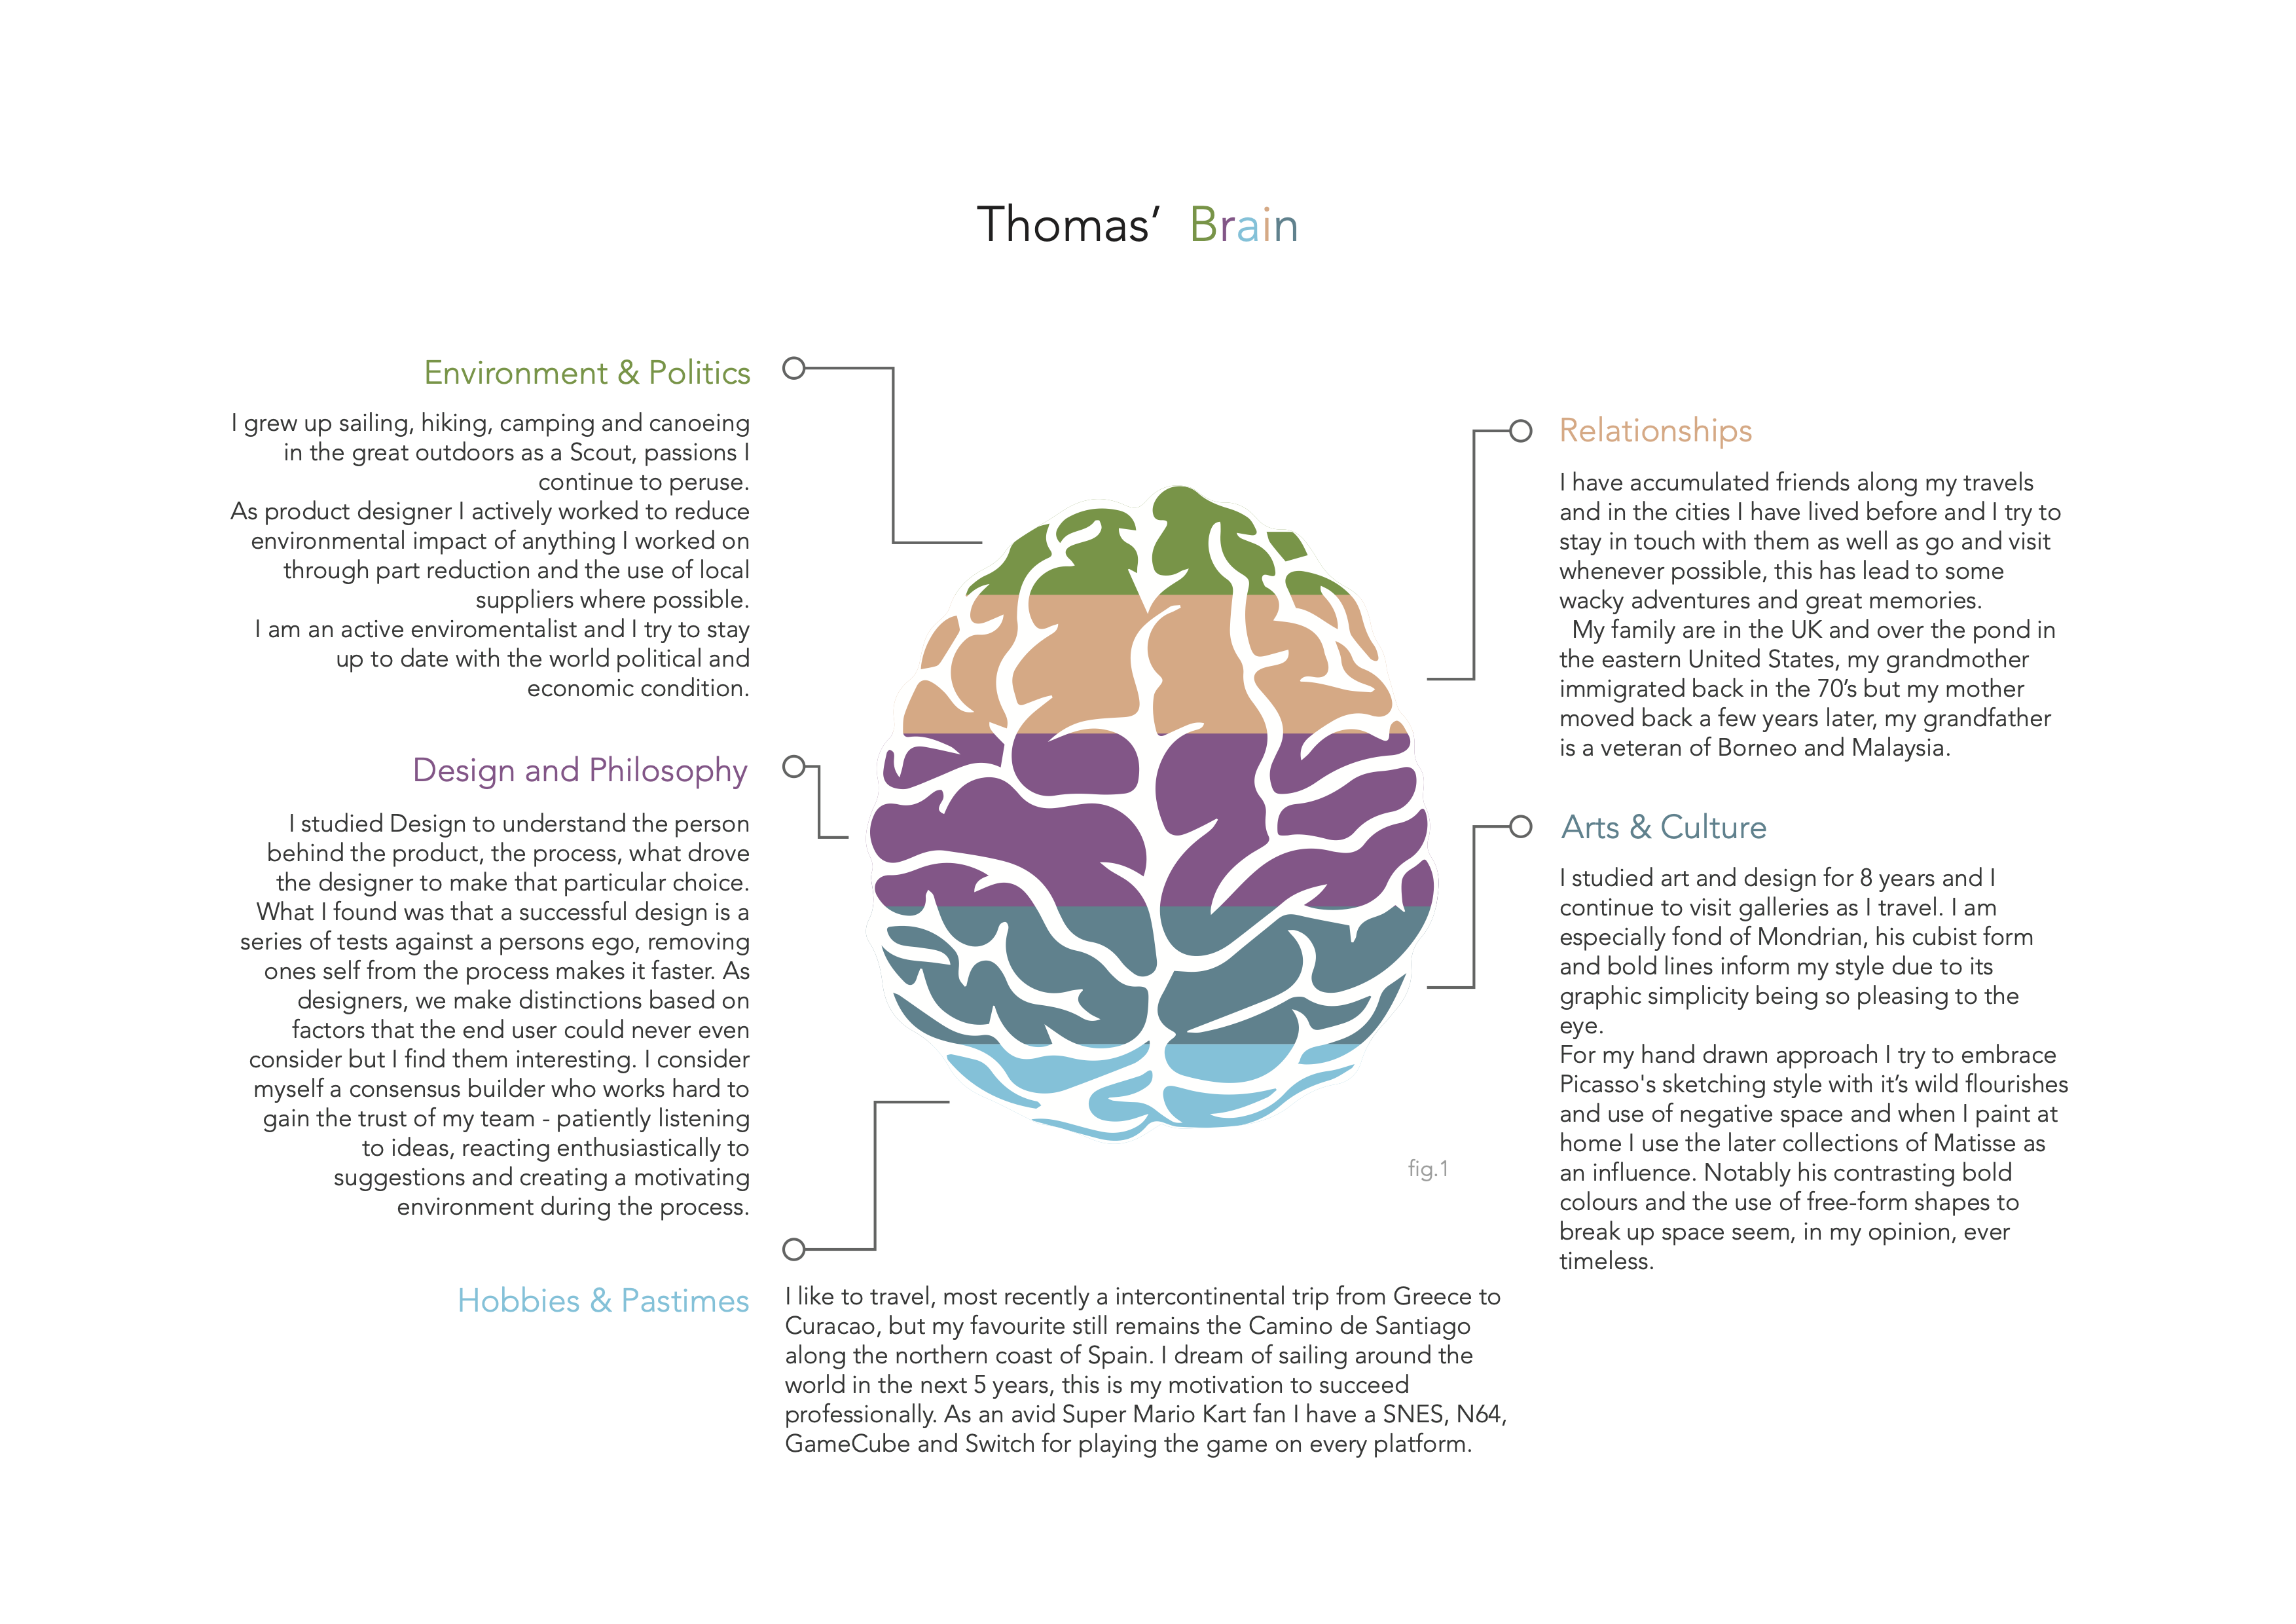 Thomas’ Brain
Environment & Politics
I grew up sailing, hiking, camping and canoeing
in the great outdoors as a Scout, passions I
continue to peruse.
As product designer I actively worked to reduce
environmental impact of anything I worked on
through part reduction and the use of local
suppliers where possible.
I am an active enviromentalist and I try to stay
up to date with the world political and
economic condition.
Design and Philosophy
I studied Design to understand the person
behind the product, the process, what drove
the designer to make that particular choice.
What I found was that a successful design is a
series of tests against a persons ego, removing
ones self from the process makes it faster. As
designers, we make distinctions based on
factors that the end user could never even
consider but I find them interesting. I consider
myself a consensus builder who works hard to
gain the trust of my team - patiently listening
to ideas, reacting enthusiastically to
suggestions and creating a motivating
environment during the process.
Hobbies & Pastimes
I like to travel, most recently a intercontinental trip from Greece to
Curacao, but my favourite still remains the Camino de Santiago
along the northern coast of Spain. I dream of sailing around the
world in the next 5 years, this is my motivation to succeed
professionally. As an avid Super Mario Kart fan I have a SNES, N64,
GameCube and Switch for playing the game on every platform.
Relationships
I have accumulated friends along my travels
and in the cities I have lived before and I try to
stay in touch with them as well as go and visit
whenever possible, this has lead to some
wacky adventures and great memories.
My family are in the UK and over the pond in
the eastern United States, my grandmother
immigrated back in the 70’s but my mother
moved back a few years later, my grandfather
is a veteran of Borneo and Malaysia.
Arts & Culture
I studied art and design for 8 years and I
continue to visit galleries as I travel. I am
especially fond of Mondrian, his cubist form
and bold lines inform my style due to its
graphic simplicity being so pleasing to the
eye.
For my hand drawn approach I try to embrace
Picasso's sketching style with it’s wild flourishes
and use of negative space and when I paint at
home I use the later collections of Matisse as
an influence. Notably his contrasting bold
colours and the use of free-form shapes to
break up space seem, in my opinion, ever
timeless.
fig.1